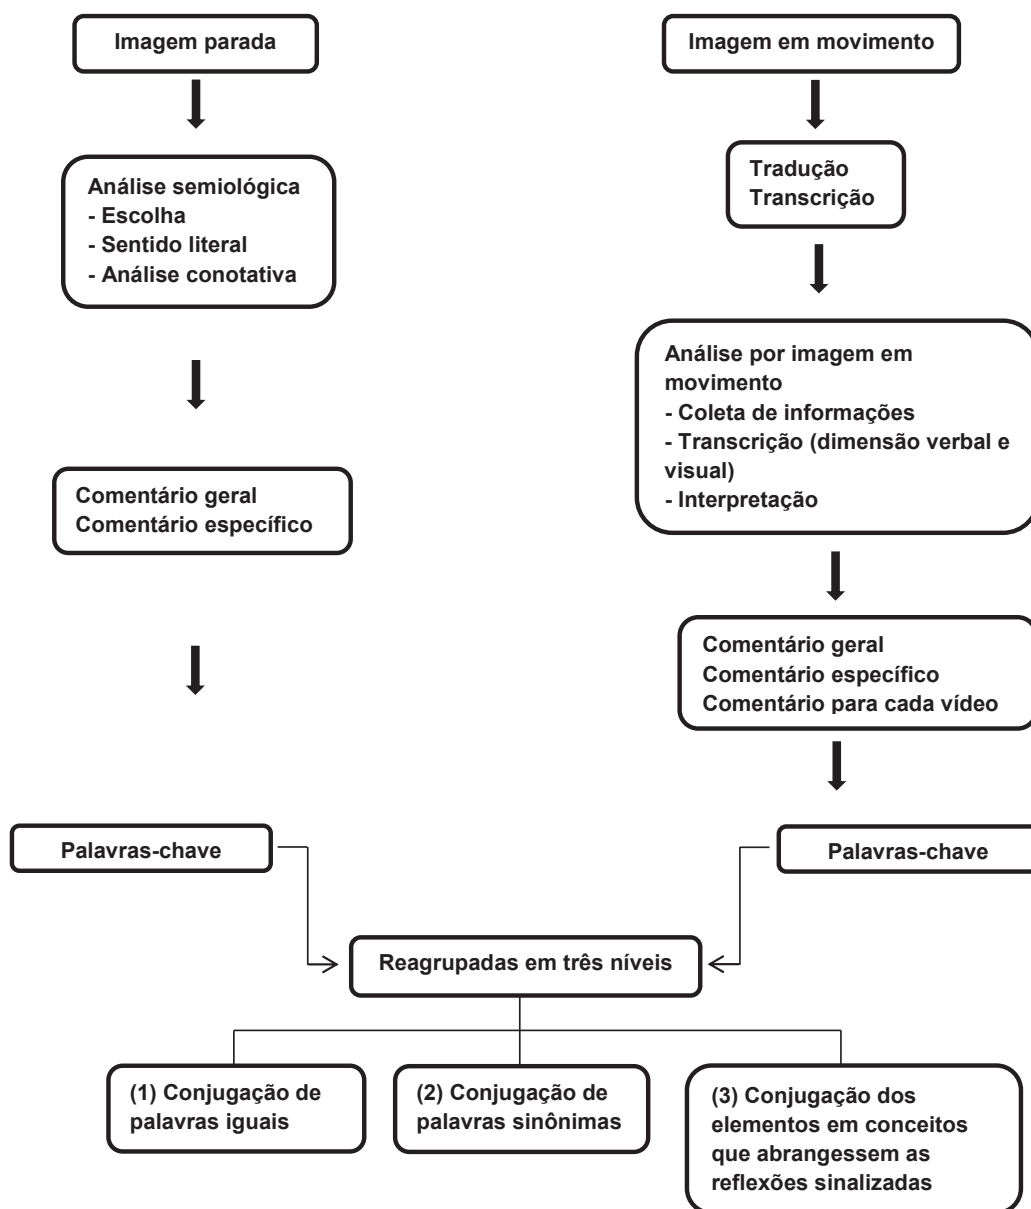 Imagem parada
Imagem em movimento
Análise semiológica
- Escolha
- Sentido literal
- Análise conotativa
Tradução
Transcrição
Análise por imagem em
movimento
- Coleta de informações
- Transcrição (dimensão verbal e
visual)
- Interpretação
Comentário geral
Comentário específico
Comentário geral
Comentário específico
Comentário para cada vídeo
Palavras-chave
Palavras-chave
Reagrupadas em três níveis
(1) Conjugação de
palavras iguais
(2) Conjugação de
palavras sinônimas
(3) Conjugação dos
elementos em conceitos
que abrangessem as
reflexões sinalizadas